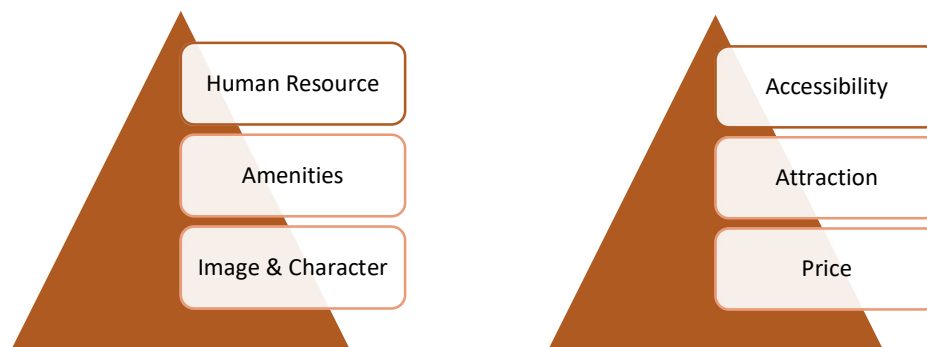 Human Resource
Amenities
Image & Character
Accessibility
Attraction
Price